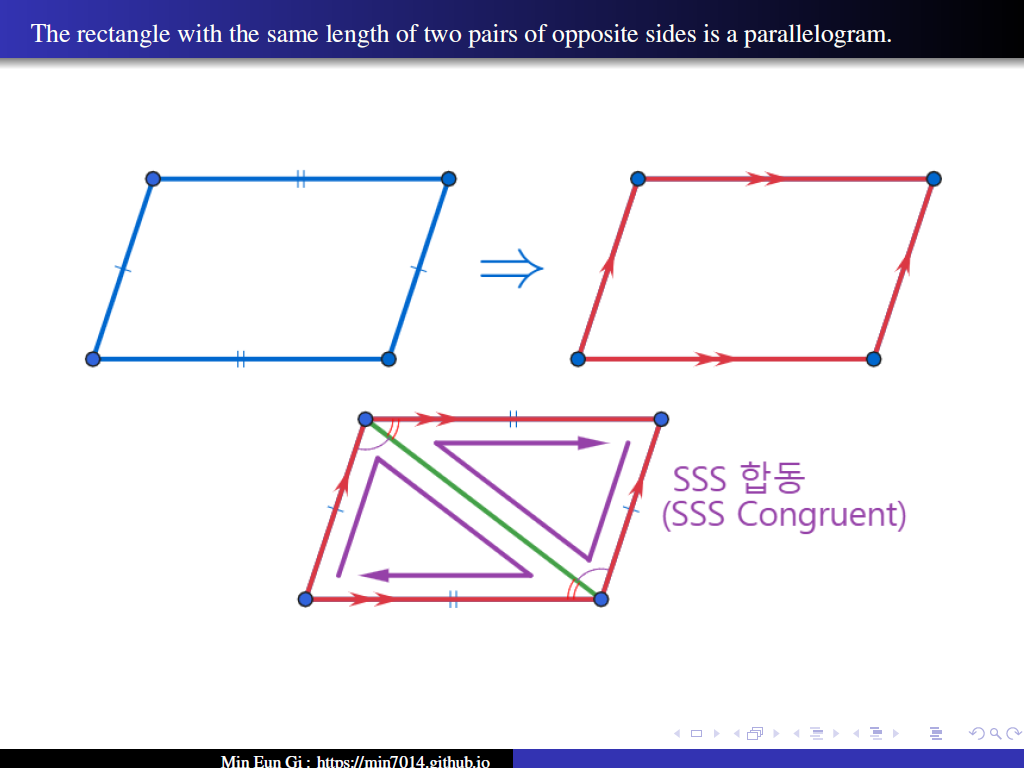 The rectangle with the same length of two pairs of opposite sides is a parallelogram.
SSS 합동
(SSS Congruent)
Min Eun Gi : https://min7014.github.io